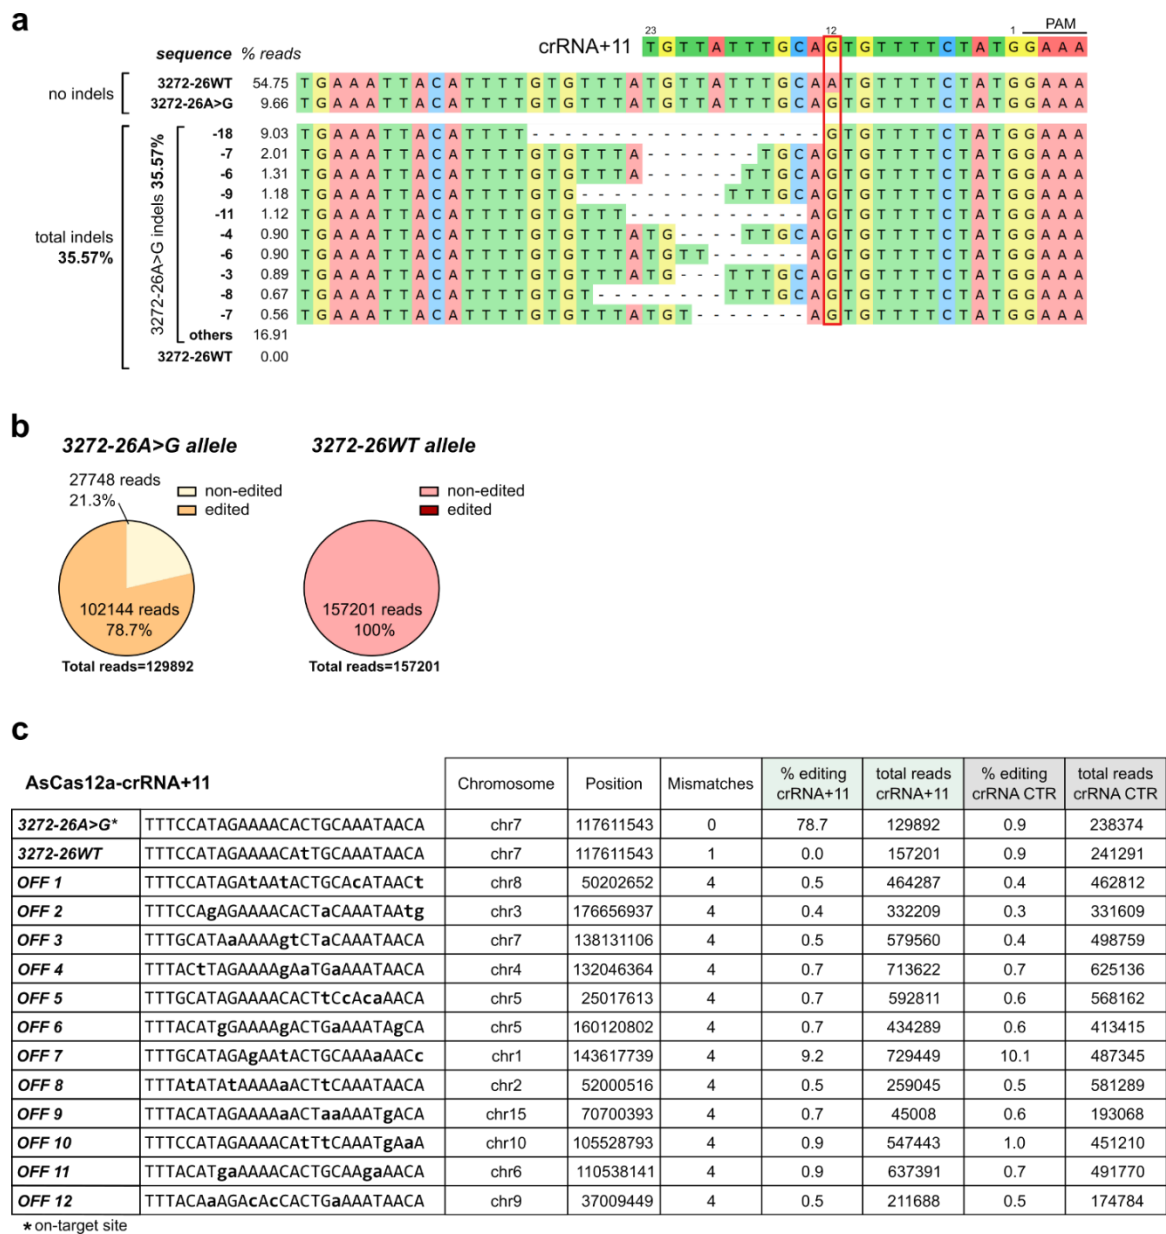 a
PAM
23 12 1
crRNA+11 T G T T A T T T G C A G T G T T T T C T A T G G A A A
sequence % reads
no indels
3272-26WT 54.75 T G A A A T T A C A T T T T G T G T T T A T G T T A T T T G C A A T G T T T T C T A T G G A A A
3272-26A>G 9.66 T G A A A T T A C A T T T T G T G T T T A T G T T A T T T G C A G T G T T T T C T A T G G A A A
total indels
35.57%
3272-26A>G indels 35.57%
-18 9.03 T G A A A T T A C A T T T T - - - - - - - - - - - - - - - - - - G T G T T T T C T A T G G A A A
-7 2.01 T G A A A T T A C A T T T T G T G T T T A - - - - - - - T G C A G T G T T T T C T A T G G A A A
-6 1.31 T G A A A T T A C A T T T T G T G T T T A - - - - - - T T G C A G T G T T T T C T A T G G A A A
-9 1.18 T G A A A T T A C A T T T T G T G - - - - - - - - - T T T G C A G T G T T T T C T A T G G A A A
-11 1.12 T G A A A T T A C A T T T T G T G T T T - - - - - - - - - - - A G T G T T T T C T A T G G A A A
-4 0.90 T G A A A T T A C A T T T T G T G T T T A T G - - - - T T G C A G T G T T T T C T A T G G A A A
-6 0.90 T G A A A T T A C A T T T T G T G T T T A T G T T - - - - - - A G T G T T T T C T A T G G A A A
-3 0.89 T G A A A T T A C A T T T T G T G T T T A T G - - - T T T G C A G T G T T T T C T A T G G A A A
-8 0.67 T G A A A T T A C A T T T T G T G T - - - - - - - - T T T G C A G T G T T T T C T A T G G A A A
-7 0.56 T G A A A T T A C A T T T T G T G T T T A T G T - - - - - - - A G T G T T T T C T A T G G A A A
others 16.91
3272-26WT 0.00
b
3272-26A>G allele
27748 reads
21.3%
non-edited
edited
102144 reads
78.7%
Total reads=129892
3272-26WT allele
non-edited
edited
157201 reads
100%
Total reads=157201
c
AsCas12a-crRNA+11 Chromosome Position Mismatches % editing crRNA+11 total reads crRNA+11 % editing crRNA CTR total reads crRNA CTR
3272-26A>G* TTTCCATAGAAAACACTGCAAATAACA chr7 117611543 0 78.7 129892 0.9 238374
3272-26WT TTTCCATAGAAAACAtTGCAAATAACA chr7 117611543 1 0.0 157201 0.9 241291
OFF 1 TTTCCATAGAtAAtACTGCAcATAACt chr8 50202652 4 0.5 464287 0.4 462812
OFF 2 TTTCCAgAGAAAACACTaCAAATAAtg chr3 176656937 4 0.4 332209 0.3 331609
OFF 3 TTTGCATAaAAAAgtCTaCAAATAACA chr7 138131106 4 0.5 579560 0.4 498759
OFF 4 TTTACtTAGAAAAgAaTGaAAATAACA chr4 132046364 4 0.7 713622 0.7 625136
OFF 5 TTTGCATAGAAAACACTtCcAcaAACA chr5 25017613 4 0.7 592811 0.6 568162
OFF 6 TTTACATgGAAAAgACTGaAAATAgCA chr5 160120802 4 0.7 434289 0.6 413415
OFF 7 TTTGCATAGAgAAtACTGCAAAaAACc chr1 143617739 4 9.2 729449 10.1 487345
OFF 8 TTTAtATAtAAAAaACTtCAAATAACA chr2 52000516 4 0.5 259045 0.5 581289
OFF 9 TTTACATAGAAAAaACTaaAAATgACA chr15 70700393 4 0.7 45008 0.6 193068
OFF 10 TTTCCATAGAAAACAtTtCAAATgAaA chr10 105528793 4 0.9 547443 1.0 451210
OFF 11 TTTACATgaAAAACACTGCAAgaAACA chr6 110538141 4 0.9 637391 0.7 491770
OFF 12 TTTACAaAGAcAcCACTGaAAATAACA chr9 37009449 4 0.5 211688 0.5 174784
* on-target site